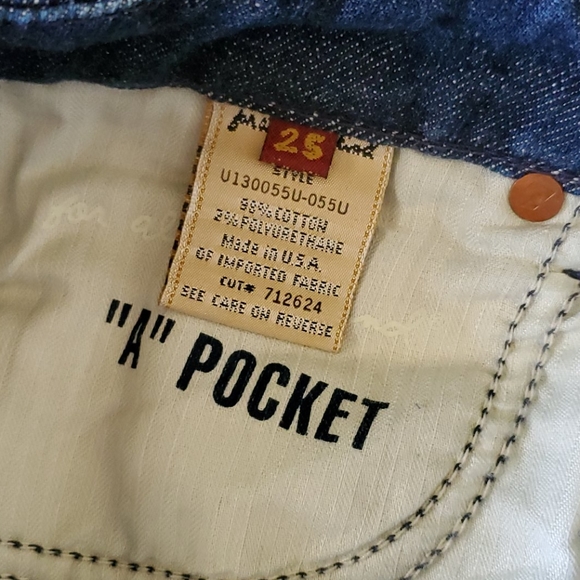 25
STYLE
U130055U-055U
98% COTTON
2% POLYURETHANE
Made in U.S.A.
OF IMPORTED FABRIC
CUT# 712624
SEE CARE ON REVERSE
"A" POCKET